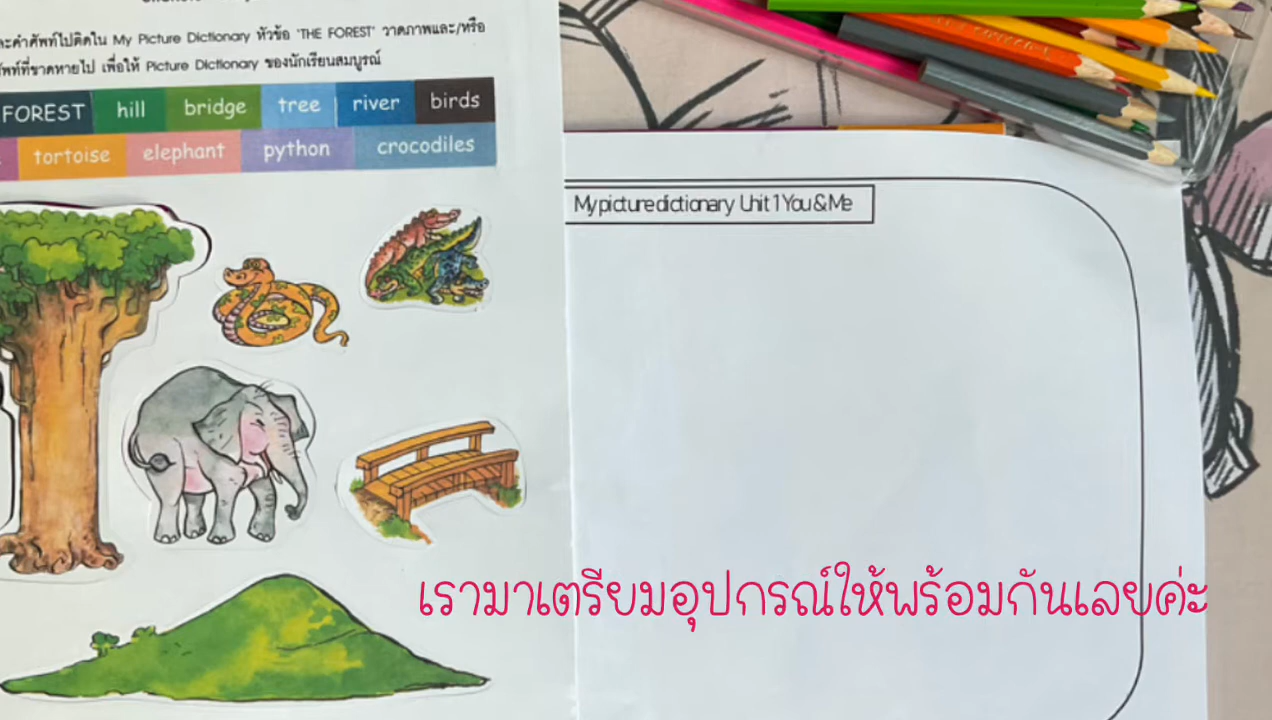 ะคำศัพท์ไปติดใน My Picture Dictionary หัวข้อ "THE FOREST" วาดภาพและ/หรือ
ศัพท์ที่ขาดหายไป เพื่อให้ Picture Dictionary ของนักเรียนสมบูรณ์
FOREST hill bridge tree river birds
tortoise elephant python crocodiles
My picture dictionary Unit 1 You & Me
เรามาเตรียมอุปกรณ์ให้พร้อมกันเลยค่ะ